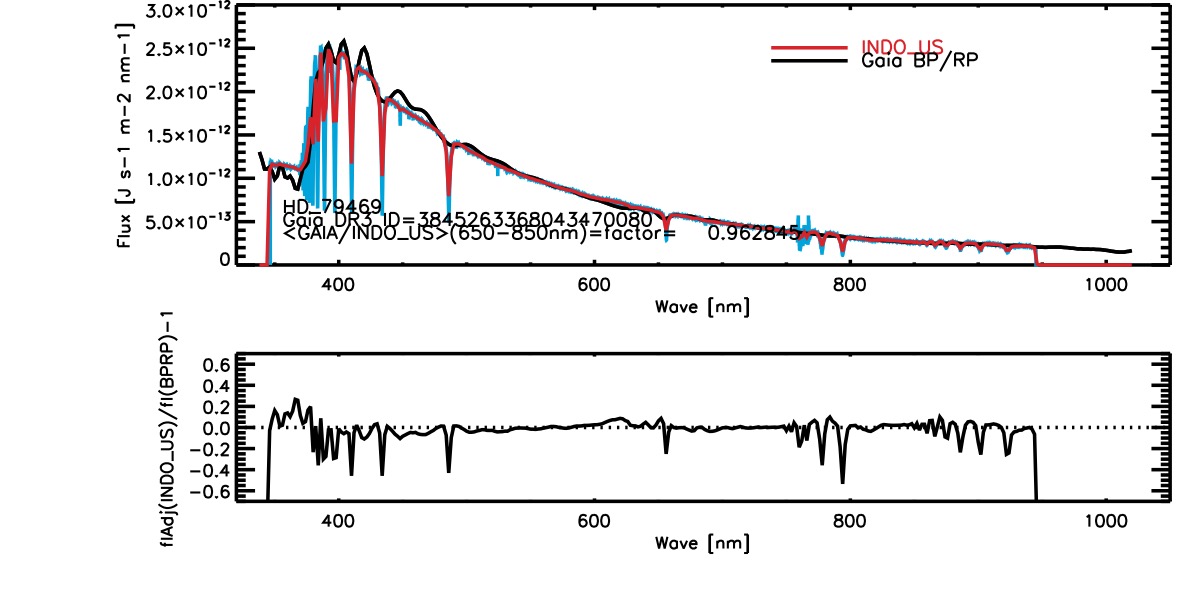 3.0×10⁻¹²
2.5×10⁻¹²
2.0×10⁻¹²
1.5×10⁻¹²
1.0×10⁻¹²
5.0×10⁻¹³
0
Flux [J s-1 m-2 nm-1]
INDO_US
Gaia BP/RP
HD_79469
Gaia DR3 ID=3845263368043470080
<GAIA/INDO_US>(650-850nm)=factor= 0.962845
400 600 800 1000
Wave [nm]
flAdj(INDO_US)/fl(BPRP)-1
0.6
0.4
0.2
0.0
-0.2
-0.4
-0.6
400 600 800 1000
Wave [nm]